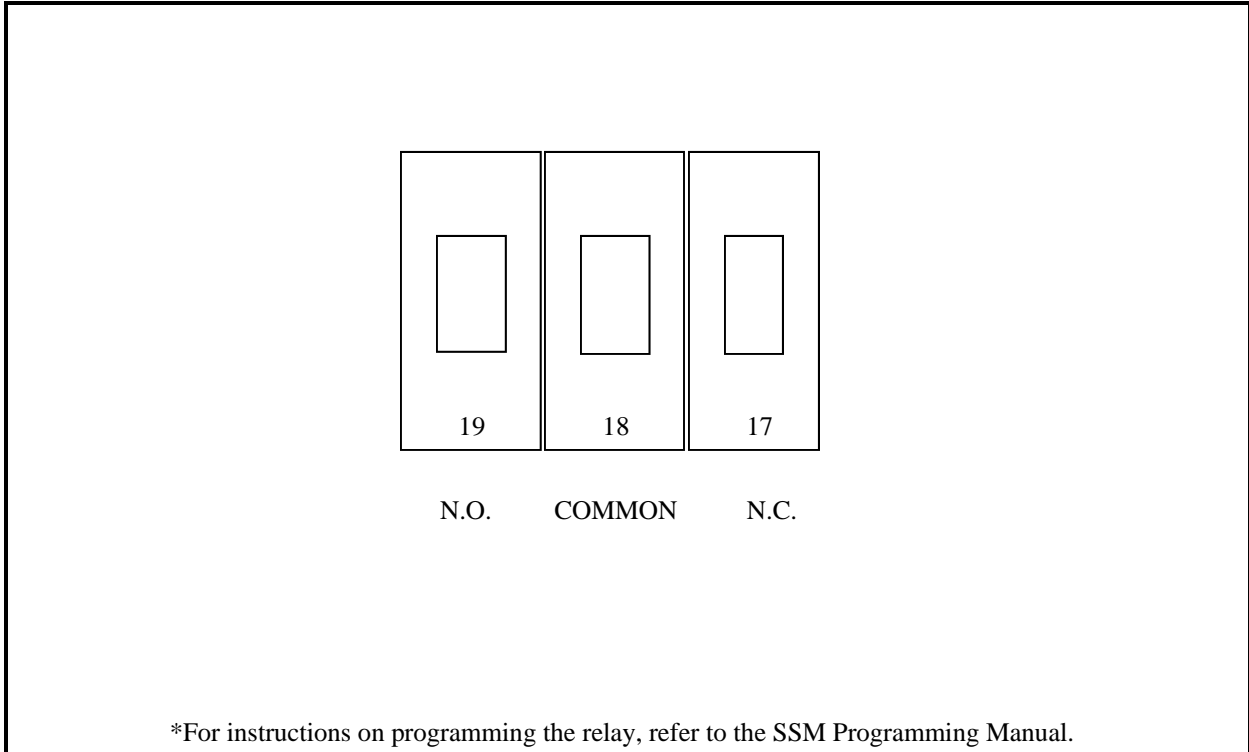 19 18 17
N.O. COMMON N.C.
*For instructions on programming the relay, refer to the SSM Programming Manual.